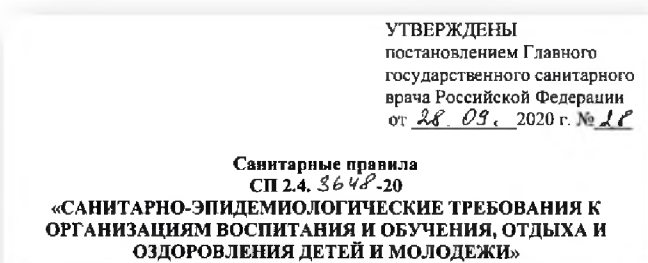 УТВЕРЖДЕНЫ
постановлением Главного
государственного санитарного
врача Российской Федерации
от 28. 09. 2020 г. № 28
Санитарные правила
СП 2.4. 3648-20
«САНИТАРНО-ЭПИДЕМИОЛОГИЧЕСКИЕ ТРЕБОВАНИЯ К
ОРГАНИЗАЦИЯМ ВОСПИТАНИЯ И ОБУЧЕНИЯ, ОТДЫХА И
ОЗДОРОВЛЕНИЯ ДЕТЕЙ И МОЛОДЕЖИ»